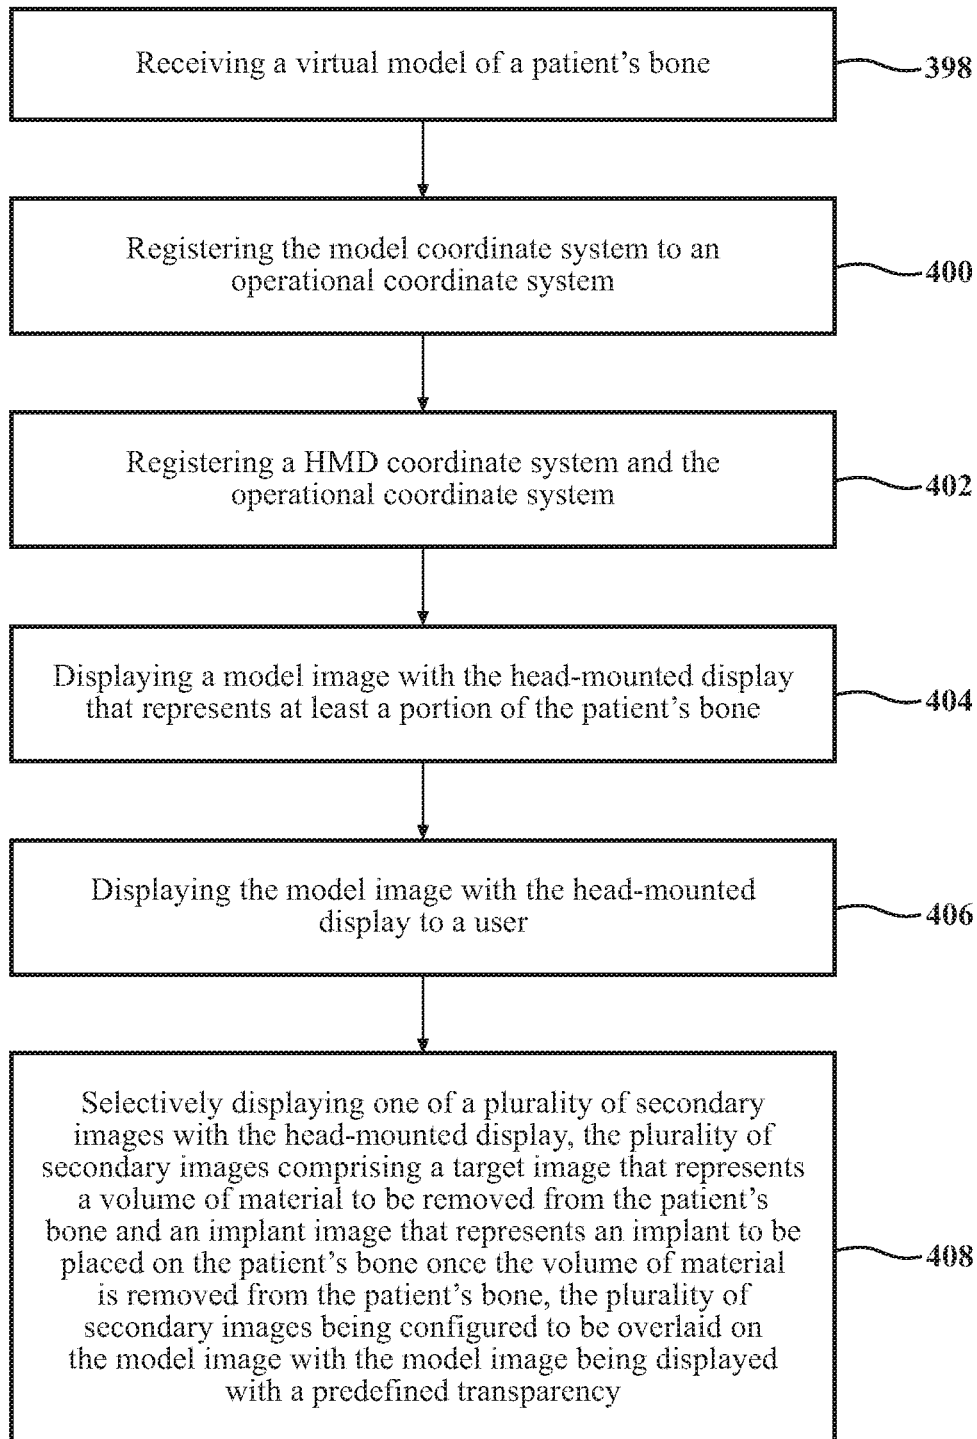 Receiving a virtual model of a patient's bone
398
Registering the model coordinate system to an
operational coordinate system
400
Registering a HMD coordinate system and the
operational coordinate system
402
Displaying a model image with the head-mounted display
that represents at least a portion of the patient's bone
404
Displaying the model image with the head-mounted
display to a user
406
Selectively displaying one of a plurality of secondary
images with the head-mounted display, the plurality of
secondary images comprising a target image that represents
a volume of material to be removed from the patient's
bone and an implant image that represents an implant to be
placed on the patient's bone once the volume of material
is removed from the patient's bone, the plurality of
secondary images being configured to be overlaid on
the model image with the model image being displayed
with a predefined transparency
408